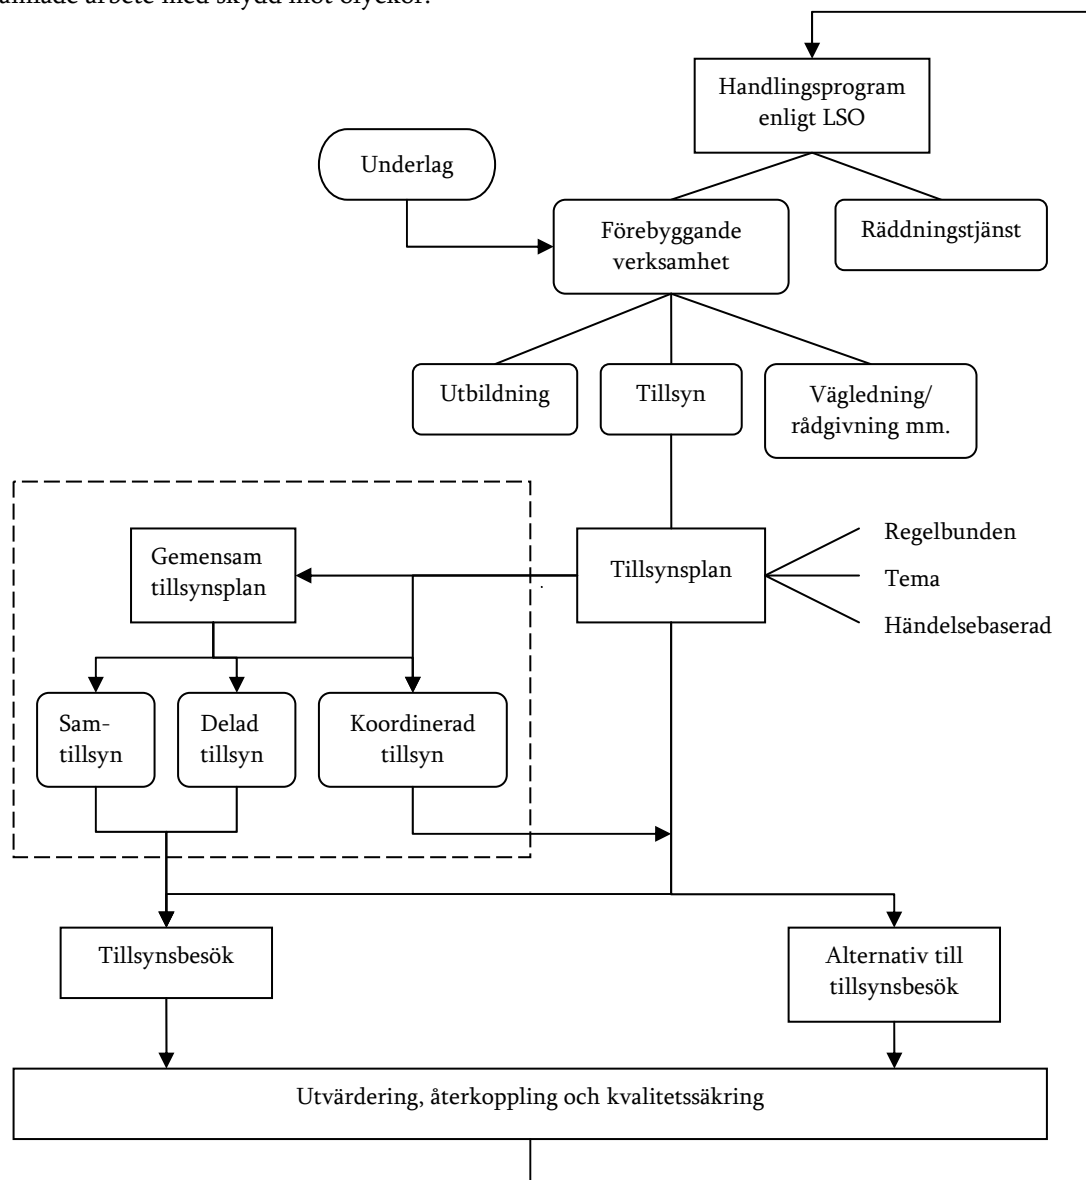 arbete med skydd mot olyckor.
Handlingsprogram
enligt LSO
Underlag
Förebyggande
verksamhet
Räddningstjänst
Utbildning
Tillsyn
Vägledning/
rådgivning mm.
Gemensam
tillsynsplan
Tillsynsplan
Regelbunden
Tema
Händelsebaserad
Sam-
tillsyn
Delad
tillsyn
Koordinerad
tillsyn
Tillsynsbesök
Alternativ till
tillsynsbesök
Utvärdering, återkoppling och kvalitetssäkring